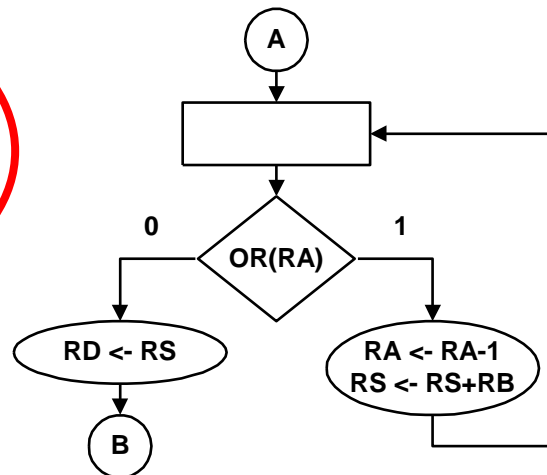 A
0
1
OR(RA)
RD <- RS
RA <- RA-1
RS <- RS+RB
B